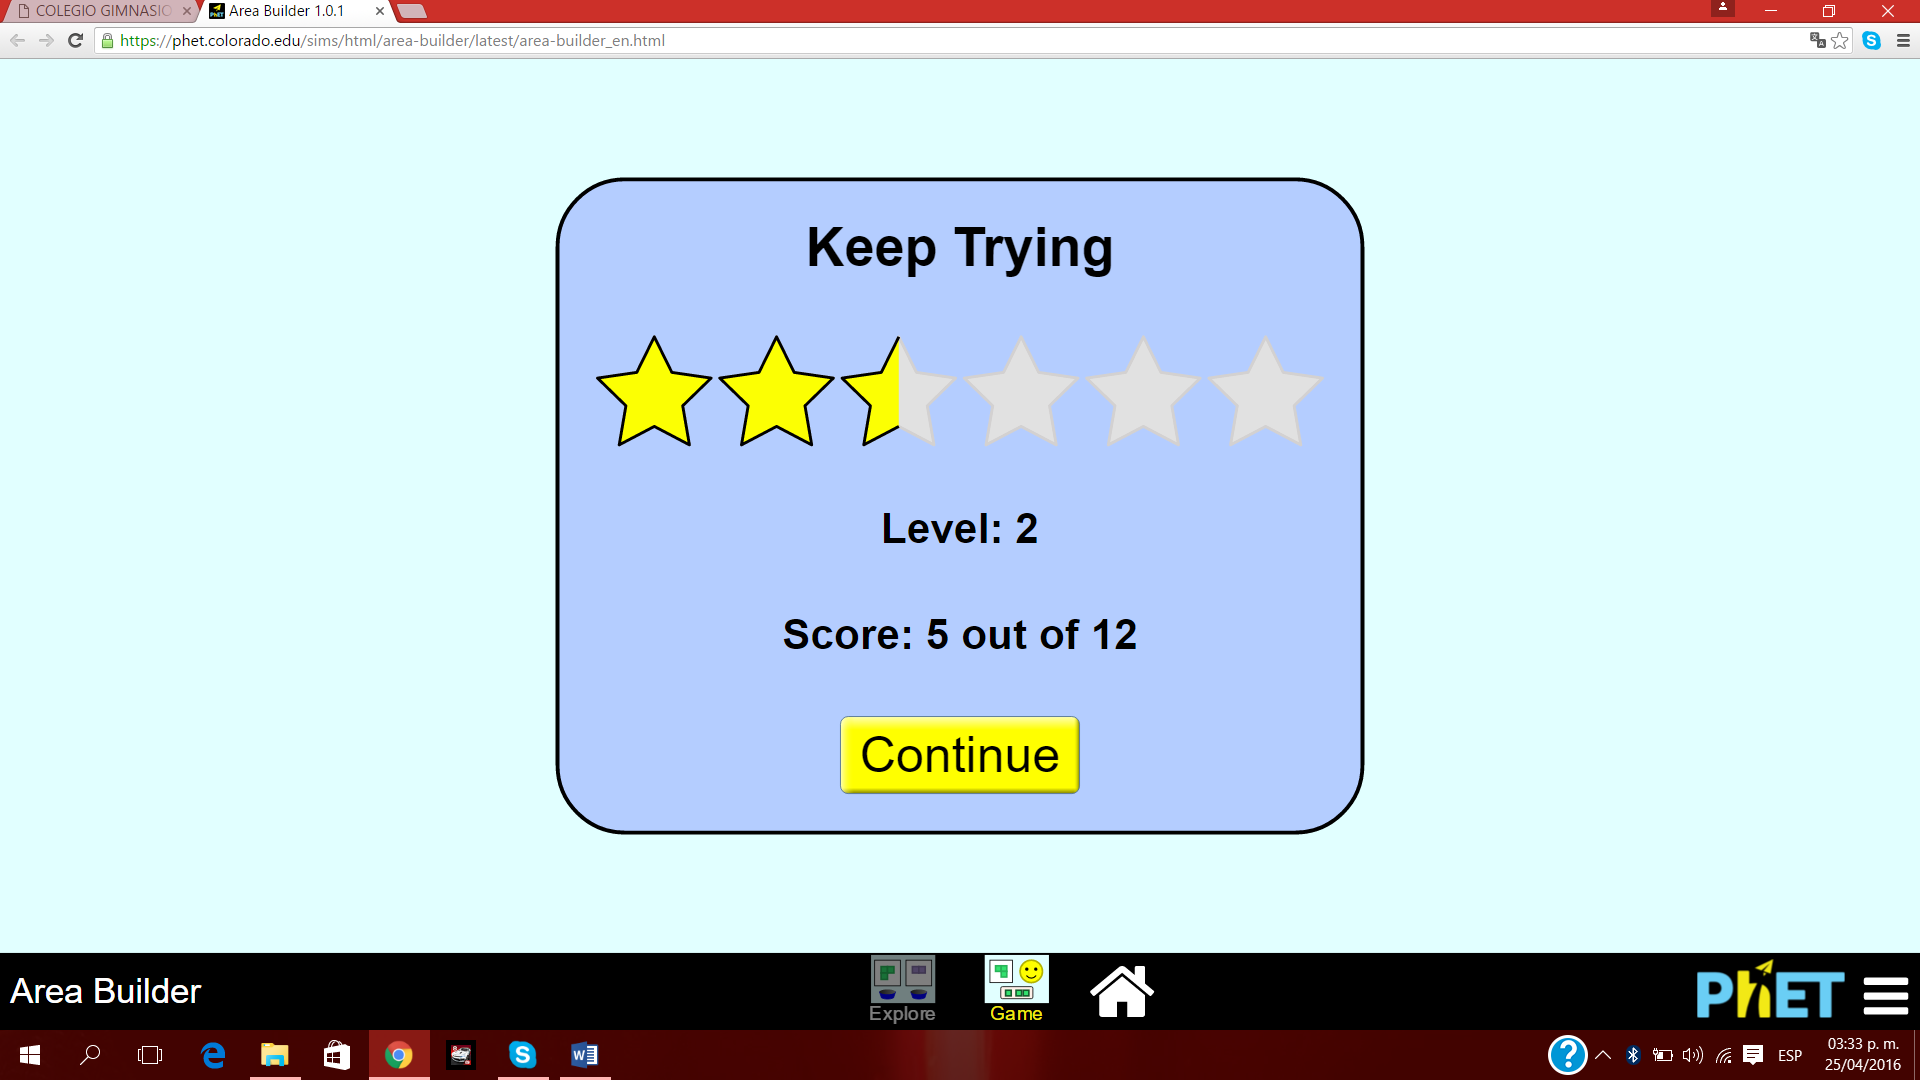 COLEGIO GIMNASIO
Area Builder 1.0.1
https://phet.colorado.edu/sims/html/area-builder/latest/area-builder_en.html
Keep Trying
Level: 2
Score: 5 out of 12
Continue
Area Builder
Explore
Game
PhET
ESP
03:33 p. m.
25/04/2016